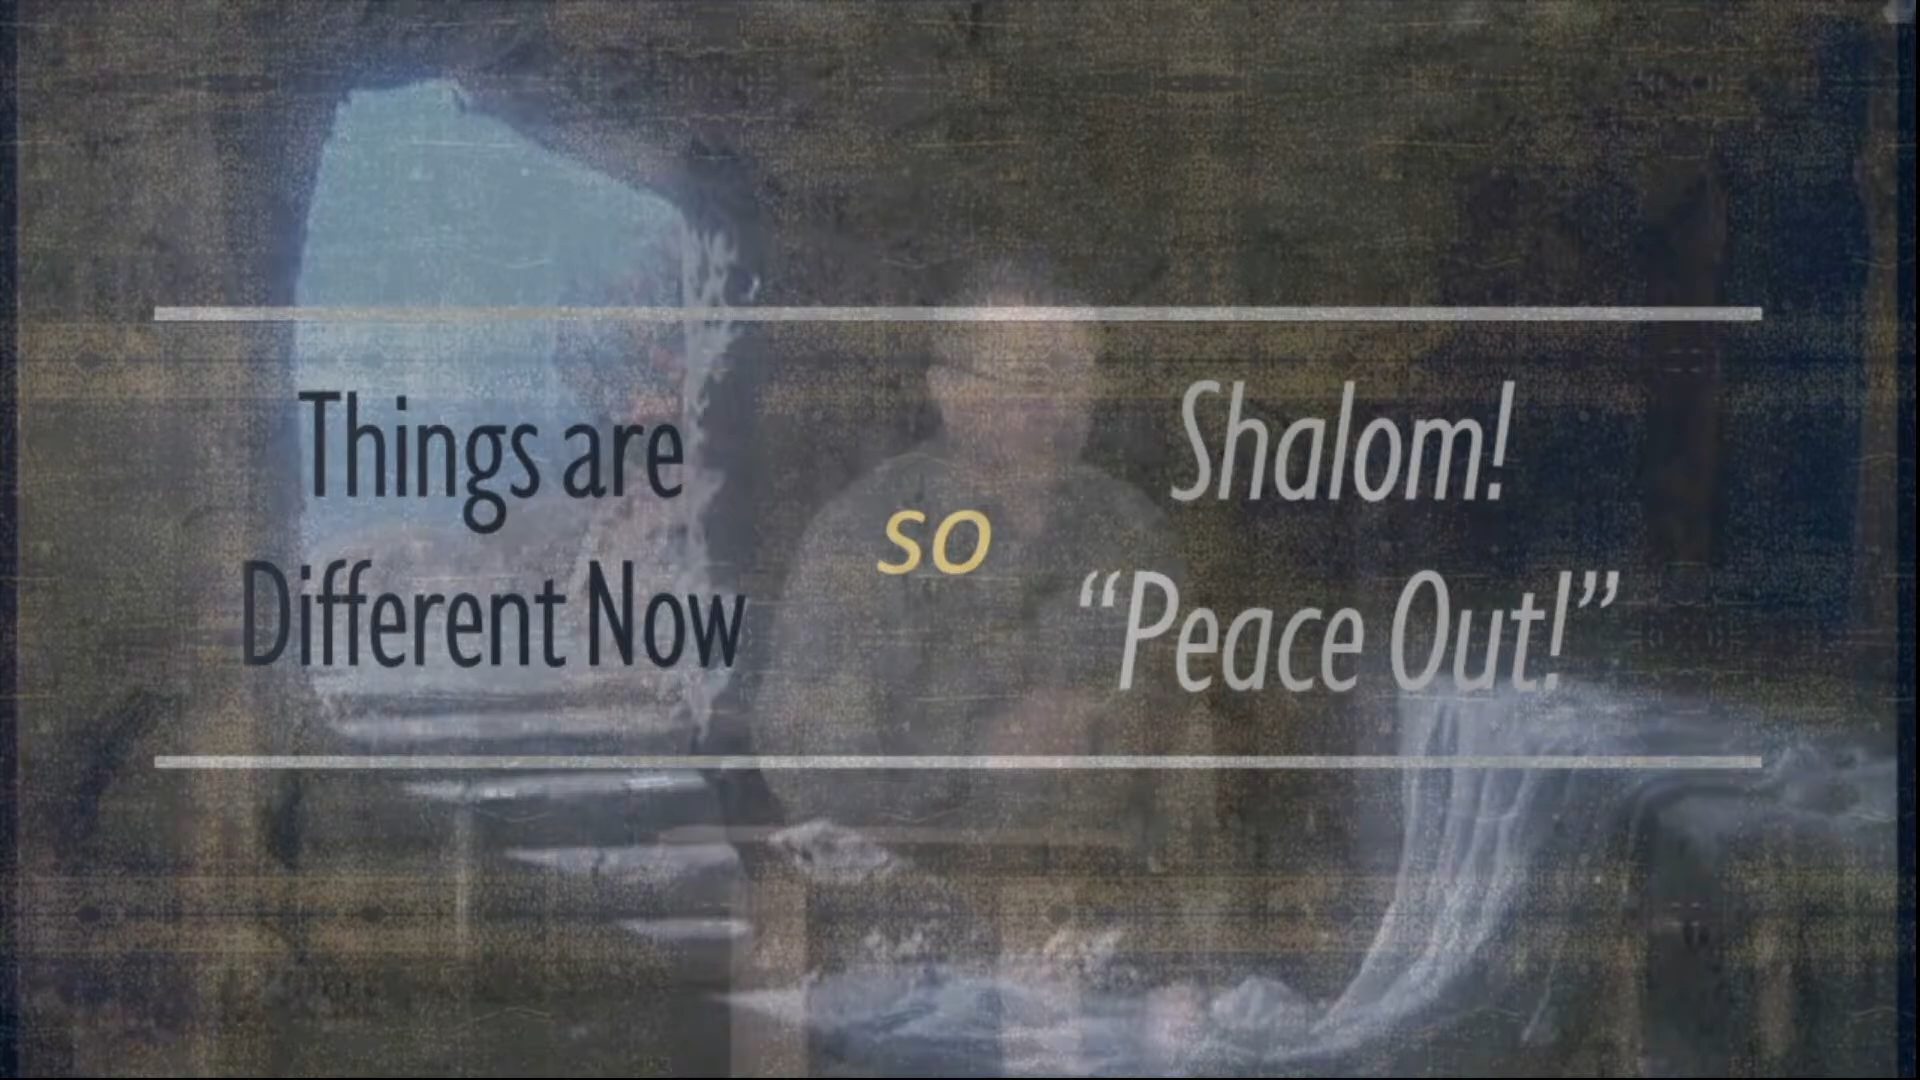 Things are
Different Now
so
Shalom!
“Peace Out!”